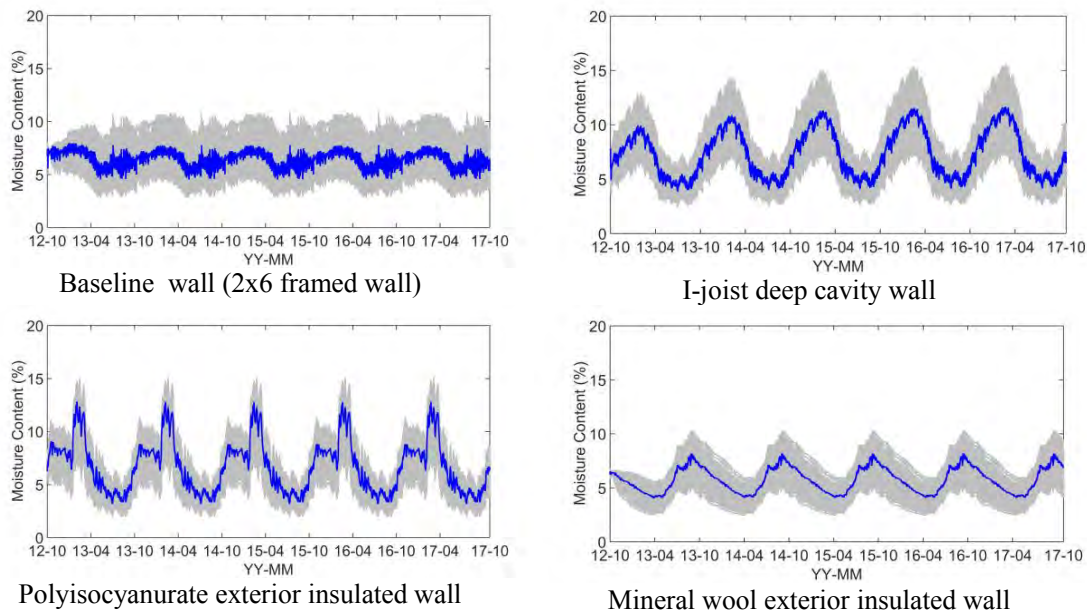 20
15
10
5
0
Moisture Content (%)
12-10 13-04 13-10 14-04 14-10 15-04 15-10 16-04 16-10 17-04 17-10
YY-MM
Baseline wall (2x6 framed wall)
20
15
10
5
0
Moisture Content (%)
12-10 13-04 13-10 14-04 14-10 15-04 15-10 16-04 16-10 17-04 17-10
YY-MM
I-joist deep cavity wall
20
15
10
5
0
Moisture Content (%)
12-10 13-04 13-10 14-04 14-10 15-04 15-10 16-04 16-10 17-04 17-10
YY-MM
Polyisocyanurate exterior insulated wall
20
15
10
5
0
Moisture Content (%)
12-10 13-04 13-10 14-04 14-10 15-04 15-10 16-04 16-10 17-04 17-10
YY-MM
Mineral wool exterior insulated wall